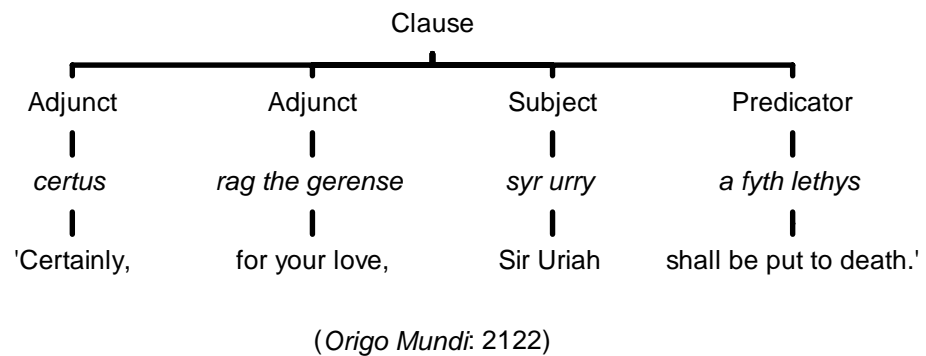 Clause
Adjunct Adjunct Subject Predicator
certus rag the gerense syr urry a fyth lethys
'Certainly, for your love, Sir Uriah shall be put to death.'
(Origo Mundi: 2122)